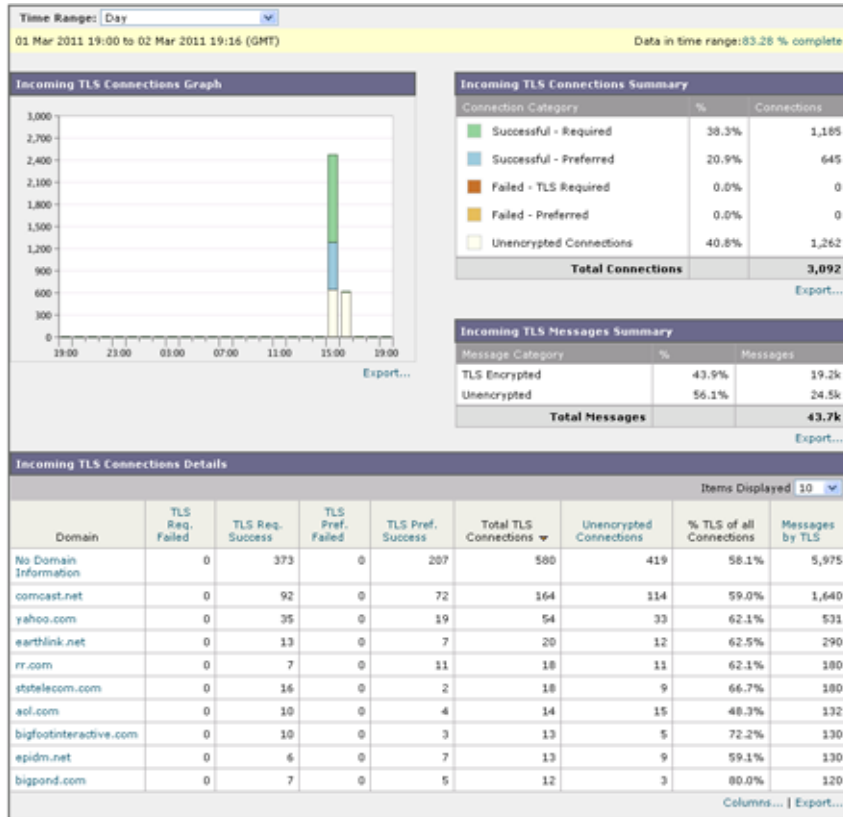 Time Range: Day
01 Mar 2011 19:00 to 02 Mar 2011 19:16 (GMT) Data in time range:83.28 % complete
Incoming TLS Connections Graph
3,000
2,700
2,400
2,100
1,800
1,500
1,200
900
600
300
0
19:00 23:00 03:00 07:00 11:00 15:00 19:00
Export...
Incoming TLS Connections Summary
Connection Category % Connections
Successful - Required 38.3% 1,185
Successful - Preferred 20.9% 645
Failed - TLS Required 0.0% 0
Failed - Preferred 0.0% 0
Unencrypted Connections 40.8% 1,262
Total Connections 3,092
Export...
Incoming TLS Messages Summary
Message Category % Messages
TLS Encrypted 43.9% 19.2k
Unencrypted 56.1% 24.5k
Total Messages 43.7k
Export...
Incoming TLS Connections Details
Items Displayed 10
Domain TLS Req. Failed TLS Req. Success TLS Pref. Failed TLS Pref. Success Total TLS Connections Unencrypted Connections % TLS of all Connections Messages by TLS
No Domain Information 0 373 0 207 580 419 58.1% 5,975
comcast.net 0 92 0 72 164 114 59.0% 1,640
yahoo.com 0 35 0 19 54 33 62.1% 531
earthlink.net 0 13 0 7 20 12 62.5% 290
rr.com 0 7 0 11 18 11 62.1% 180
ststelecom.com 0 16 0 2 18 9 66.7% 180
aol.com 0 10 0 4 14 15 48.3% 132
bigfootinteractive.com 0 10 0 3 13 5 72.2% 130
epidm.net 0 6 0 7 13 9 59.1% 130
bigpond.com 0 7 0 5 12 3 80.0% 120
Columns... | Export...